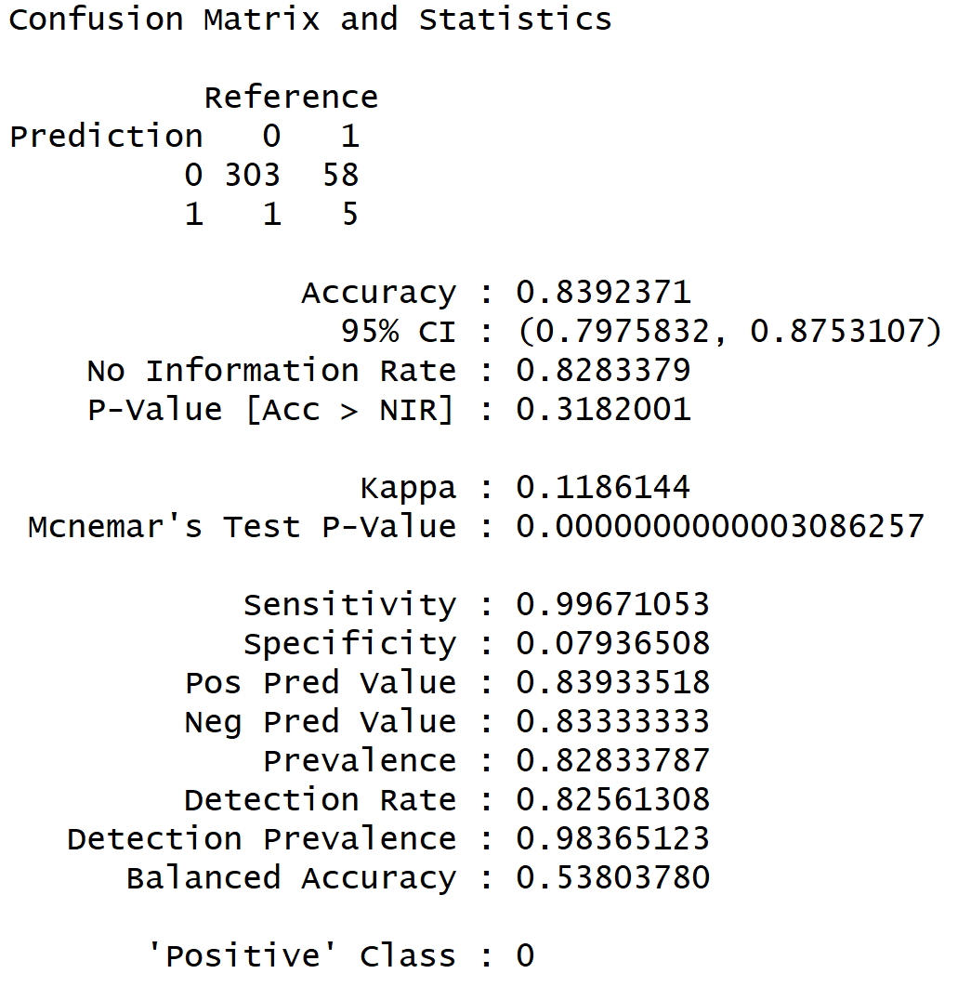 Confusion Matrix and Statistics
Reference
Prediction 0 1
0 303 58
1 1 5
Accuracy : 0.8392371
95% CI : (0.7975832, 0.8753107)
No Information Rate : 0.8283379
P-Value [Acc > NIR] : 0.3182001
Kappa : 0.1186144
Mcnemar's Test P-Value : 0.0000000000003086257
Sensitivity : 0.99671053
Specificity : 0.07936508
Pos Pred Value : 0.83933518
Neg Pred Value : 0.83333333
Prevalence : 0.82833787
Detection Rate : 0.82561308
Detection Prevalence : 0.98365123
Balanced Accuracy : 0.53803780
'Positive' Class : 0